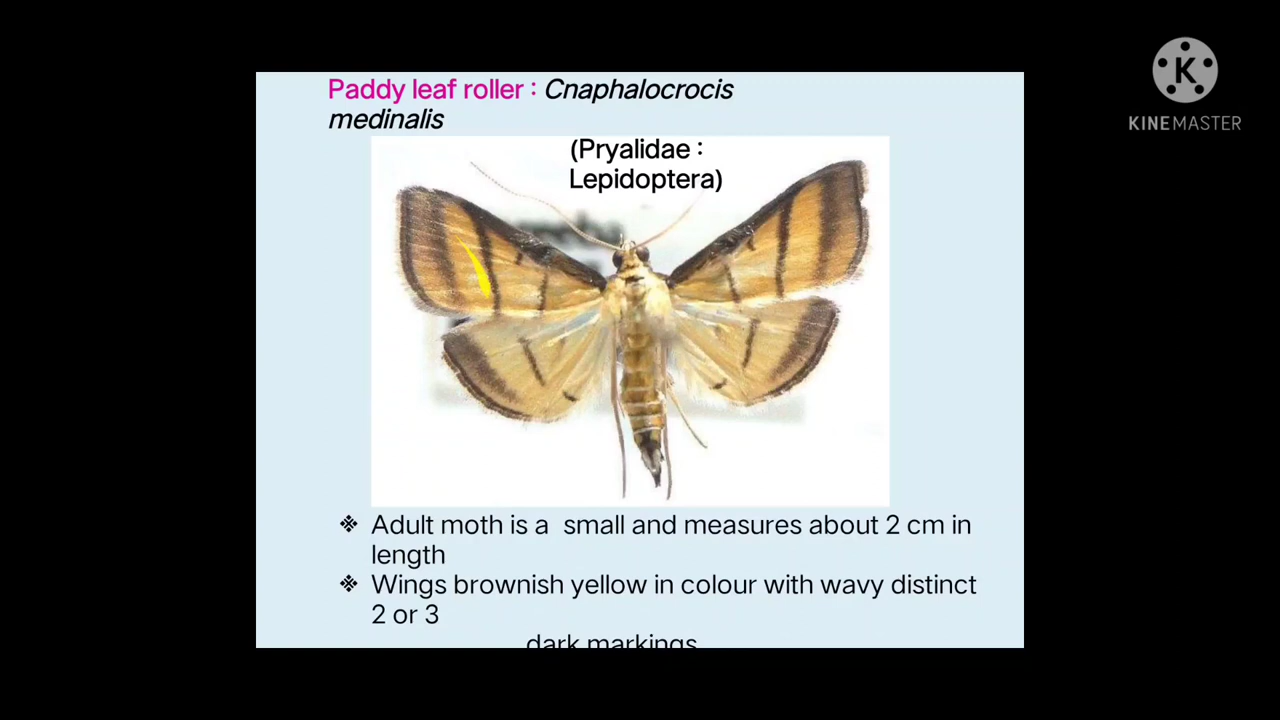 Paddy leaf roller : Cnaphalocrocis
medinalis
(Pryalidae :
Lepidoptera)
K
KINEMASTER
❖ Adult moth is a small and measures about 2 cm in
length
❖ Wings brownish yellow in colour with wavy distinct
2 or 3
dark markings